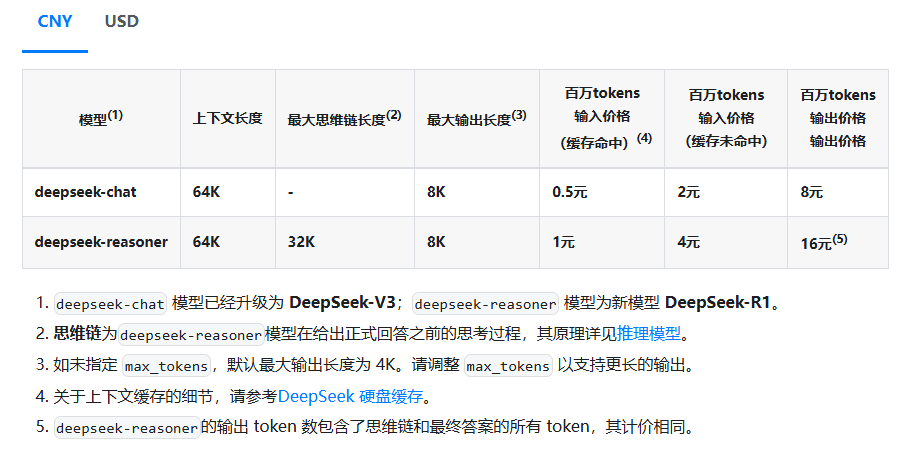 CNY USD
模型(1) 上下文长度 最大思维链长度(2) 最大输出长度(3) 百万tokens 输入价格 (缓存命中) (4) 百万tokens 输入价格 (缓存未命中) 百万tokens 输出价格 输出价格
deepseek-chat 64K - 8K 0.5元 2元 8元
deepseek-reasoner 64K 32K 8K 1元 4元 16元(5)
1. deepseek-chat 模型已经升级为 DeepSeek-V3；deepseek-reasoner 模型为新模型 DeepSeek-R1。
2. 思维链为deepseek-reasoner模型在给出正式回答之前的思考过程，其原理详见推理模型。
3. 如未指定 max_tokens，默认最大输出长度为 4K。请调整 max_tokens 以支持更长的输出。
4. 关于上下文缓存的细节，请参考DeepSeek 硬盘缓存。
5. deepseek-reasoner的输出 token 数包含了思维链和最终答案的所有 token，其计价相同。